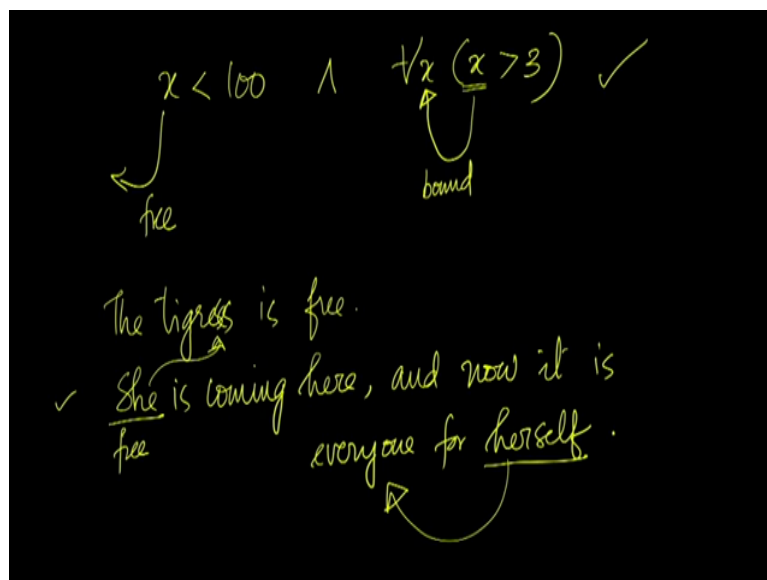 x < 100 ∧ ∀x (x > 3) ✓
free
bound
The tigress is free.
✓ She is coming here, and now it is
free
everyone for herself.